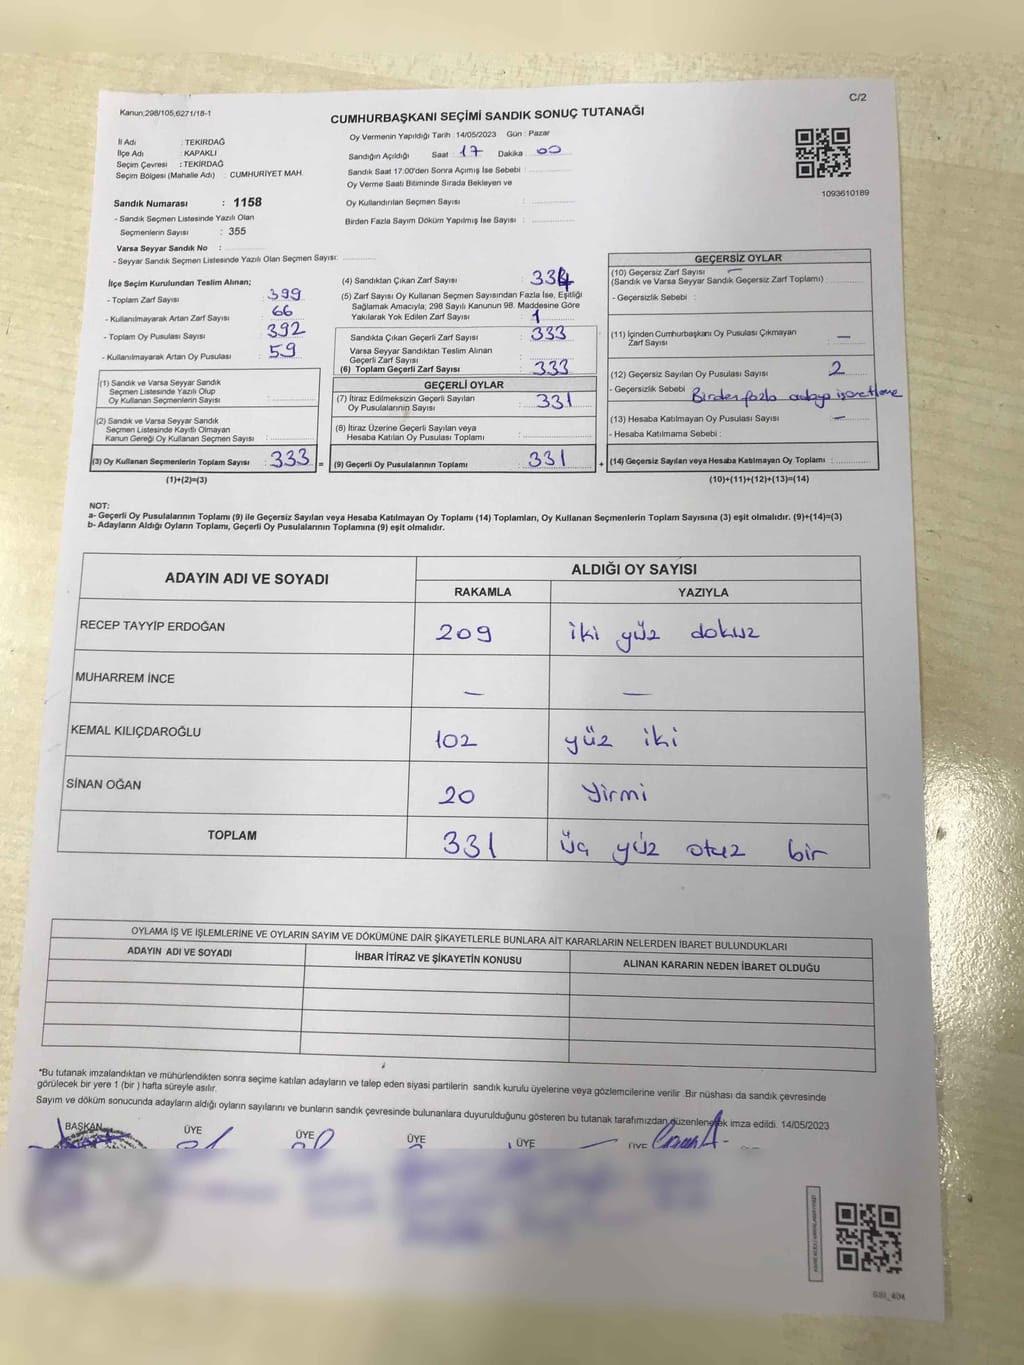 C/2
Kanun:298/105,6271/18-1
CUMHURBAŞKANI SEÇİMİ SANDIK SONUÇ TUTANAĞI
İl Adı : TEKİRDAĞ
İlçe Adı : KAPAKLI
Seçim Çevresi : TEKİRDAĞ
Seçim Bölgesi (Mahalle Adı) : CUMHURİYET MAH.
Oy Vermenin Yapıldığı Tarih : 14/05/2023 Gün : Pazar
Sandığın Açıldığı Saat 17 Dakika 00
Sandık Saat 17:00'den Sonra Açımış İse Sebebi :
Oy Verme Saati Bitiminde Sırada Bekleyen ve
Oy Kullandırılan Seçmen Sayısı :
Birden Fazla Sayım Döküm Yapılmış İse Sayısı :
1093610189
Sandık Numarası : 1158
- Sandık Seçmen Listesinde Yazılı Olan
Seçmenlerin Sayısı : 355
Varsa Seyyar Sandık No :
- Seyyar Sandık Seçmen Listesinde Yazılı Olan Seçmen Sayısı:
İlçe Seçim Kurulundan Teslim Alınan;
- Toplam Zarf Sayısı : 399
- Kullanılmayarak Artan Zarf Sayısı : 66
- Toplam Oy Pusulası Sayısı : 392
- Kullanılmayarak Artan Oy Pusulası : 59
(1) Sandık ve Varsa Seyyar Sandık
Seçmen Listesinde Yazılı Olup
Oy Kullanan Seçmenlerin Sayısı
(2) Sandık ve Varsa Seyyar Sandık
Seçmen Listesinde Kayıtlı Olmayan
Kanun Gereği Oy Kullanan Seçmen Sayısı :
(3) Oy Kullanan Seçmenlerin Toplam Sayısı : 333 =
(1)+(2)=(3)
(4) Sandıktan Çıkan Zarf Sayısı : 334
(5) Zarf Sayısı Oy Kullanan Seçmen Sayısından Fazla İse, Eşitliği
Sağlamak Amacıyla, 298 Sayılı Kanunun 98. Maddesine Göre
Yakılarak Yok Edilen Zarf Sayısı : 1
Sandıkta Çıkan Geçerli Zarf Sayısı : 333
Varsa Seyyar Sandıktan Teslim Alınan
Geçerli Zarf Sayısı :
(6) Toplam Geçerli Zarf Sayısı : 333
GEÇERLİ OYLAR
(7) İtiraz Edilmeksizin Geçerli Sayılan
Oy Pusulalarının Sayısı : 331
(8) İtiraz Üzerine Geçerli Sayılan veya
Hesaba Katılan Oy Pusulası Toplamı :
(9) Geçerli Oy Pusulalarının Toplamı : 331 +
GEÇERSİZ OYLAR
(10) Geçersiz Zarf Sayısı —
(Sandık ve Varsa Seyyar Sandık Geçersiz Zarf Toplamı) :
- Geçersizlik Sebebi :
(11) İçinden Cumhurbaşkanı Oy Pusulası Çıkmayan
Zarf Sayısı : —
(12) Geçersiz Sayılan Oy Pusulası Sayısı : 2
- Geçersizlik Sebebi : Birden fazla adaya işaretleme
(13) Hesaba Katılmayan Oy Pusulası Sayısı : —
- Hesaba Katılmama Sebebi :
(14) Geçersiz Sayılan veya Hesaba Katılmayan Oy Toplamı :
(10)+(11)+(12)+(13)=(14)
NOT:
a- Geçerli Oy Pusulalarının Toplamı (9) ile Geçersiz Sayılan veya Hesaba Katılmayan Oy Toplamı (14) Toplamları, Oy Kullanan Seçmenlerin Toplam Sayısına (3) eşit olmalıdır. (9)+(14)=(3)
b- Adayların Aldığı Oyların Toplamı, Geçerli Oy Pusulalarının Toplamına (9) eşit olmalıdır.
ADAYIN ADI VE SOYADI
ALDIĞI OY SAYISI
RAKAMLA YAZIYLA
RECEP TAYYİP ERDOĞAN 209 iki yüz dokuz
MUHARREM İNCE — —
KEMAL KILIÇDAROĞLU 102 yüz iki
SİNAN OĞAN 20 Yirmi
TOPLAM 331 üç yüz otuz bir
OYLAMA İŞ VE İŞLEMLERİNE VE OYLARIN SAYIM VE DÖKÜMÜNE DAİR ŞİKAYETLERLE BUNLARA AİT KARARLARIN NELERDEN İBARET BULUNDUKLARI
ADAYIN ADI VE SOYADI İHBAR İTİRAZ VE ŞİKAYETİN KONUSU ALINAN KARARIN NEDEN İBARET OLDUĞU
*Bu tutanak imzalandıktan ve mühürlendikten sonra seçime katılan adayların ve talep eden siyasi partilerin sandık kurulu üyelerine veya gözlemcilerine verilir. Bir nüshası da sandık çevresinde
görülecek bir yere 1 (bir ) hafta süreyle asılır.
Sayım ve döküm sonucunda adayların aldığı oyların sayılarını ve bunların sandık çevresinde bulunanlara duyurulduğunu gösteren bu tutanak tarafımızdan düzenlenerek imza edildi. 14/05/2023
BAŞKAN ÜYE ÜYE ÜYE ÜYE ÜYE